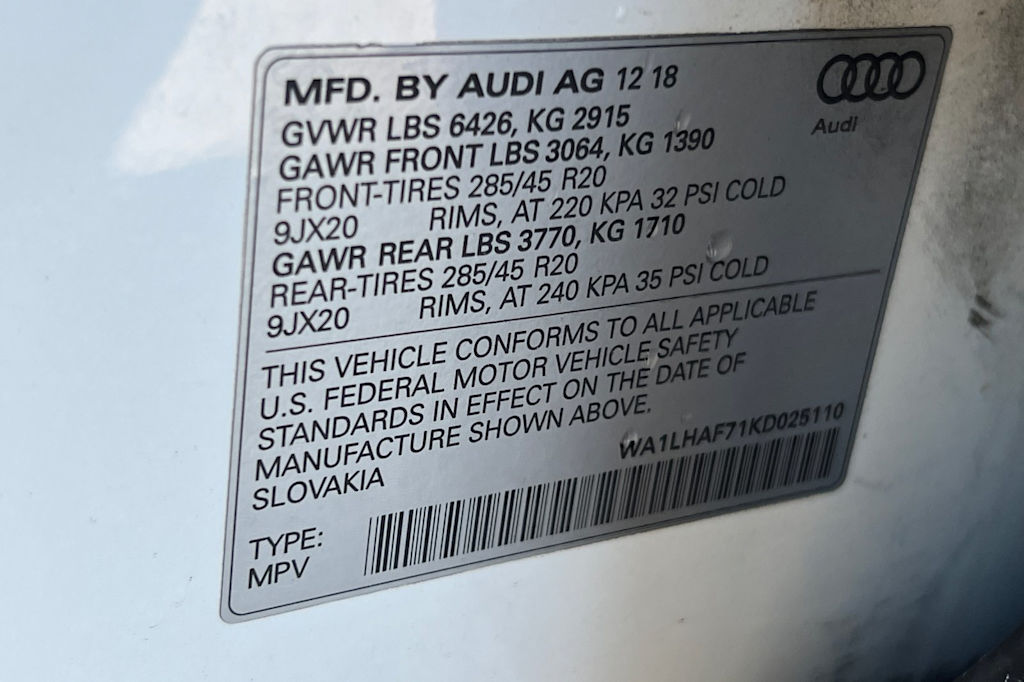 MFD. BY AUDI AG 12 18
Audi
GVWR LBS 6426, KG 2915
GAWR FRONT LBS 3064, KG 1390
FRONT-TIRES 285/45 R20
9JX20 RIMS, AT 220 KPA 32 PSI COLD
GAWR REAR LBS 3770, KG 1710
REAR-TIRES 285/45 R20
9JX20 RIMS, AT 240 KPA 35 PSI COLD
THIS VEHICLE CONFORMS TO ALL APPLICABLE
U.S. FEDERAL MOTOR VEHICLE SAFETY
STANDARDS IN EFFECT ON THE DATE OF
MANUFACTURE SHOWN ABOVE.
SLOVAKIA
WA1LHAF71KD025110
TYPE:
MPV